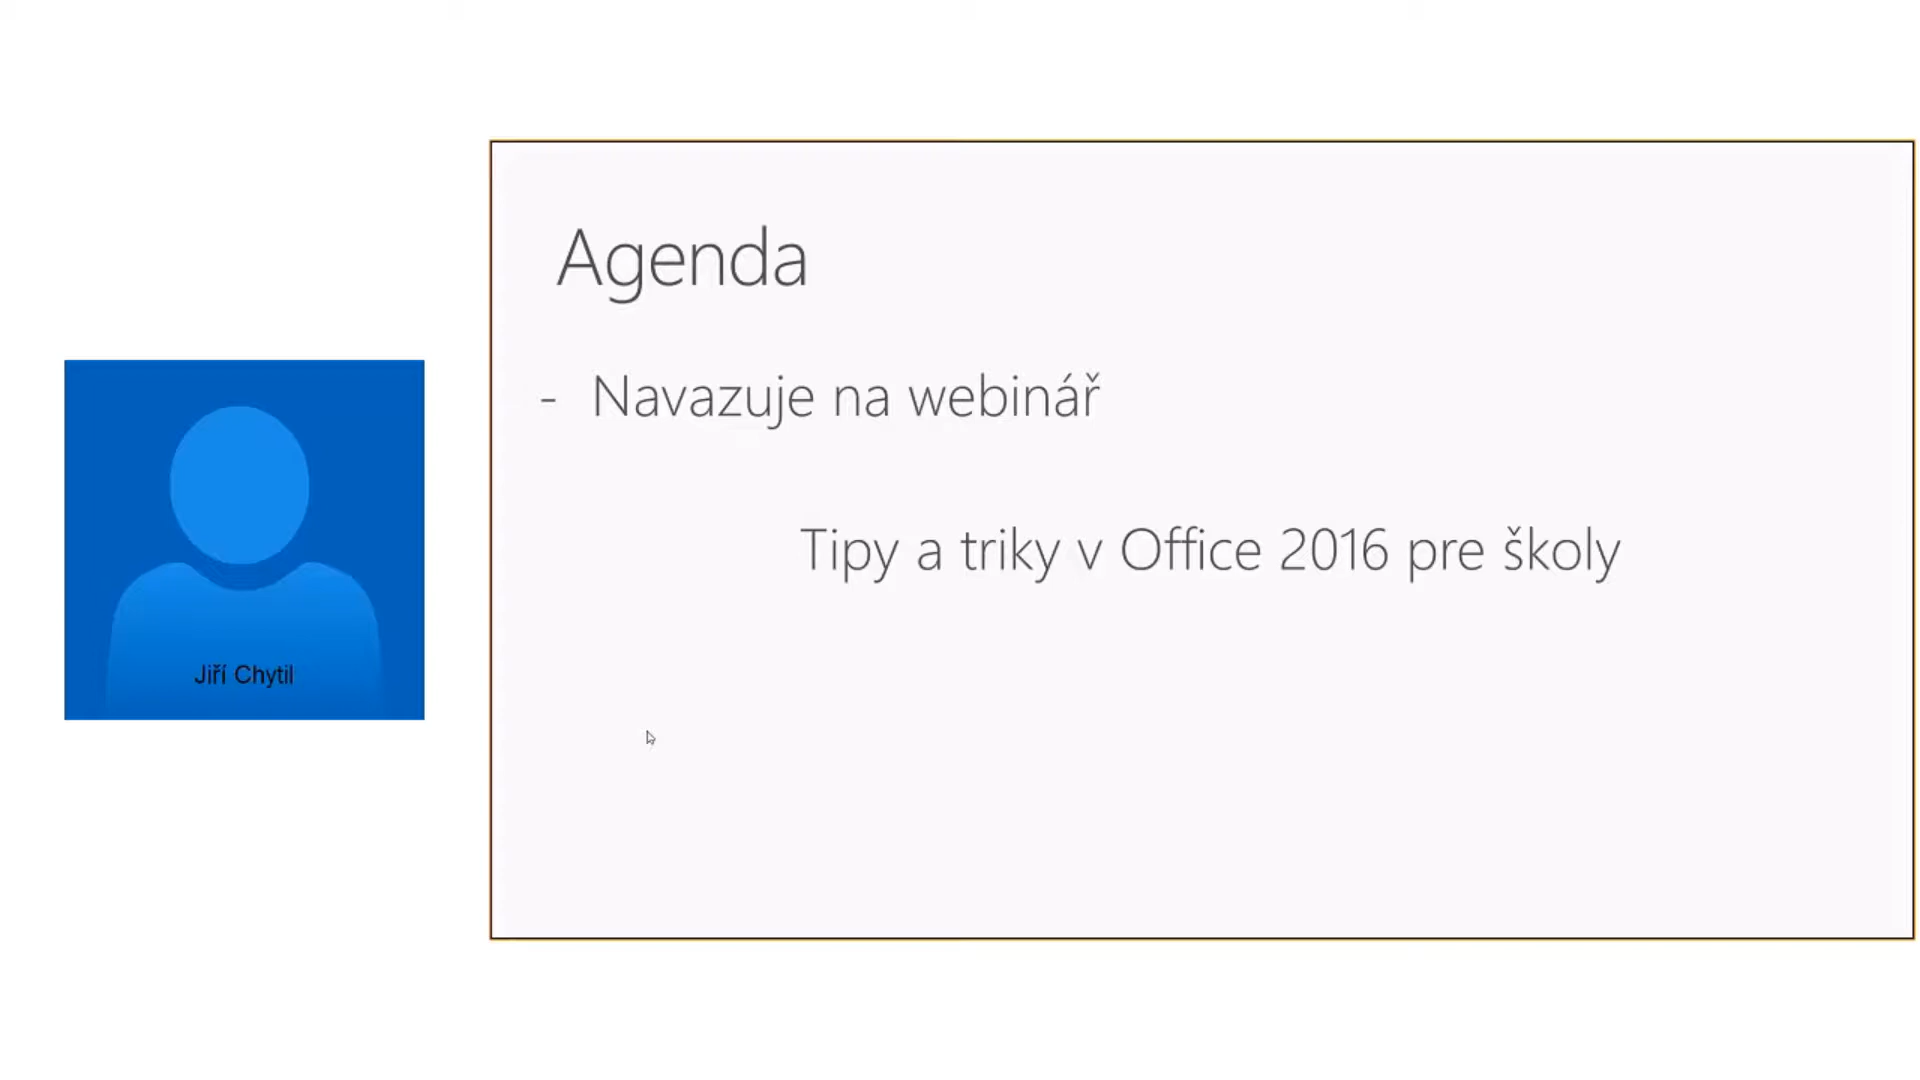 Agenda
- Navazuje na webinář
Tipy a triky v Office 2016 pre školy
Jiří Chytil